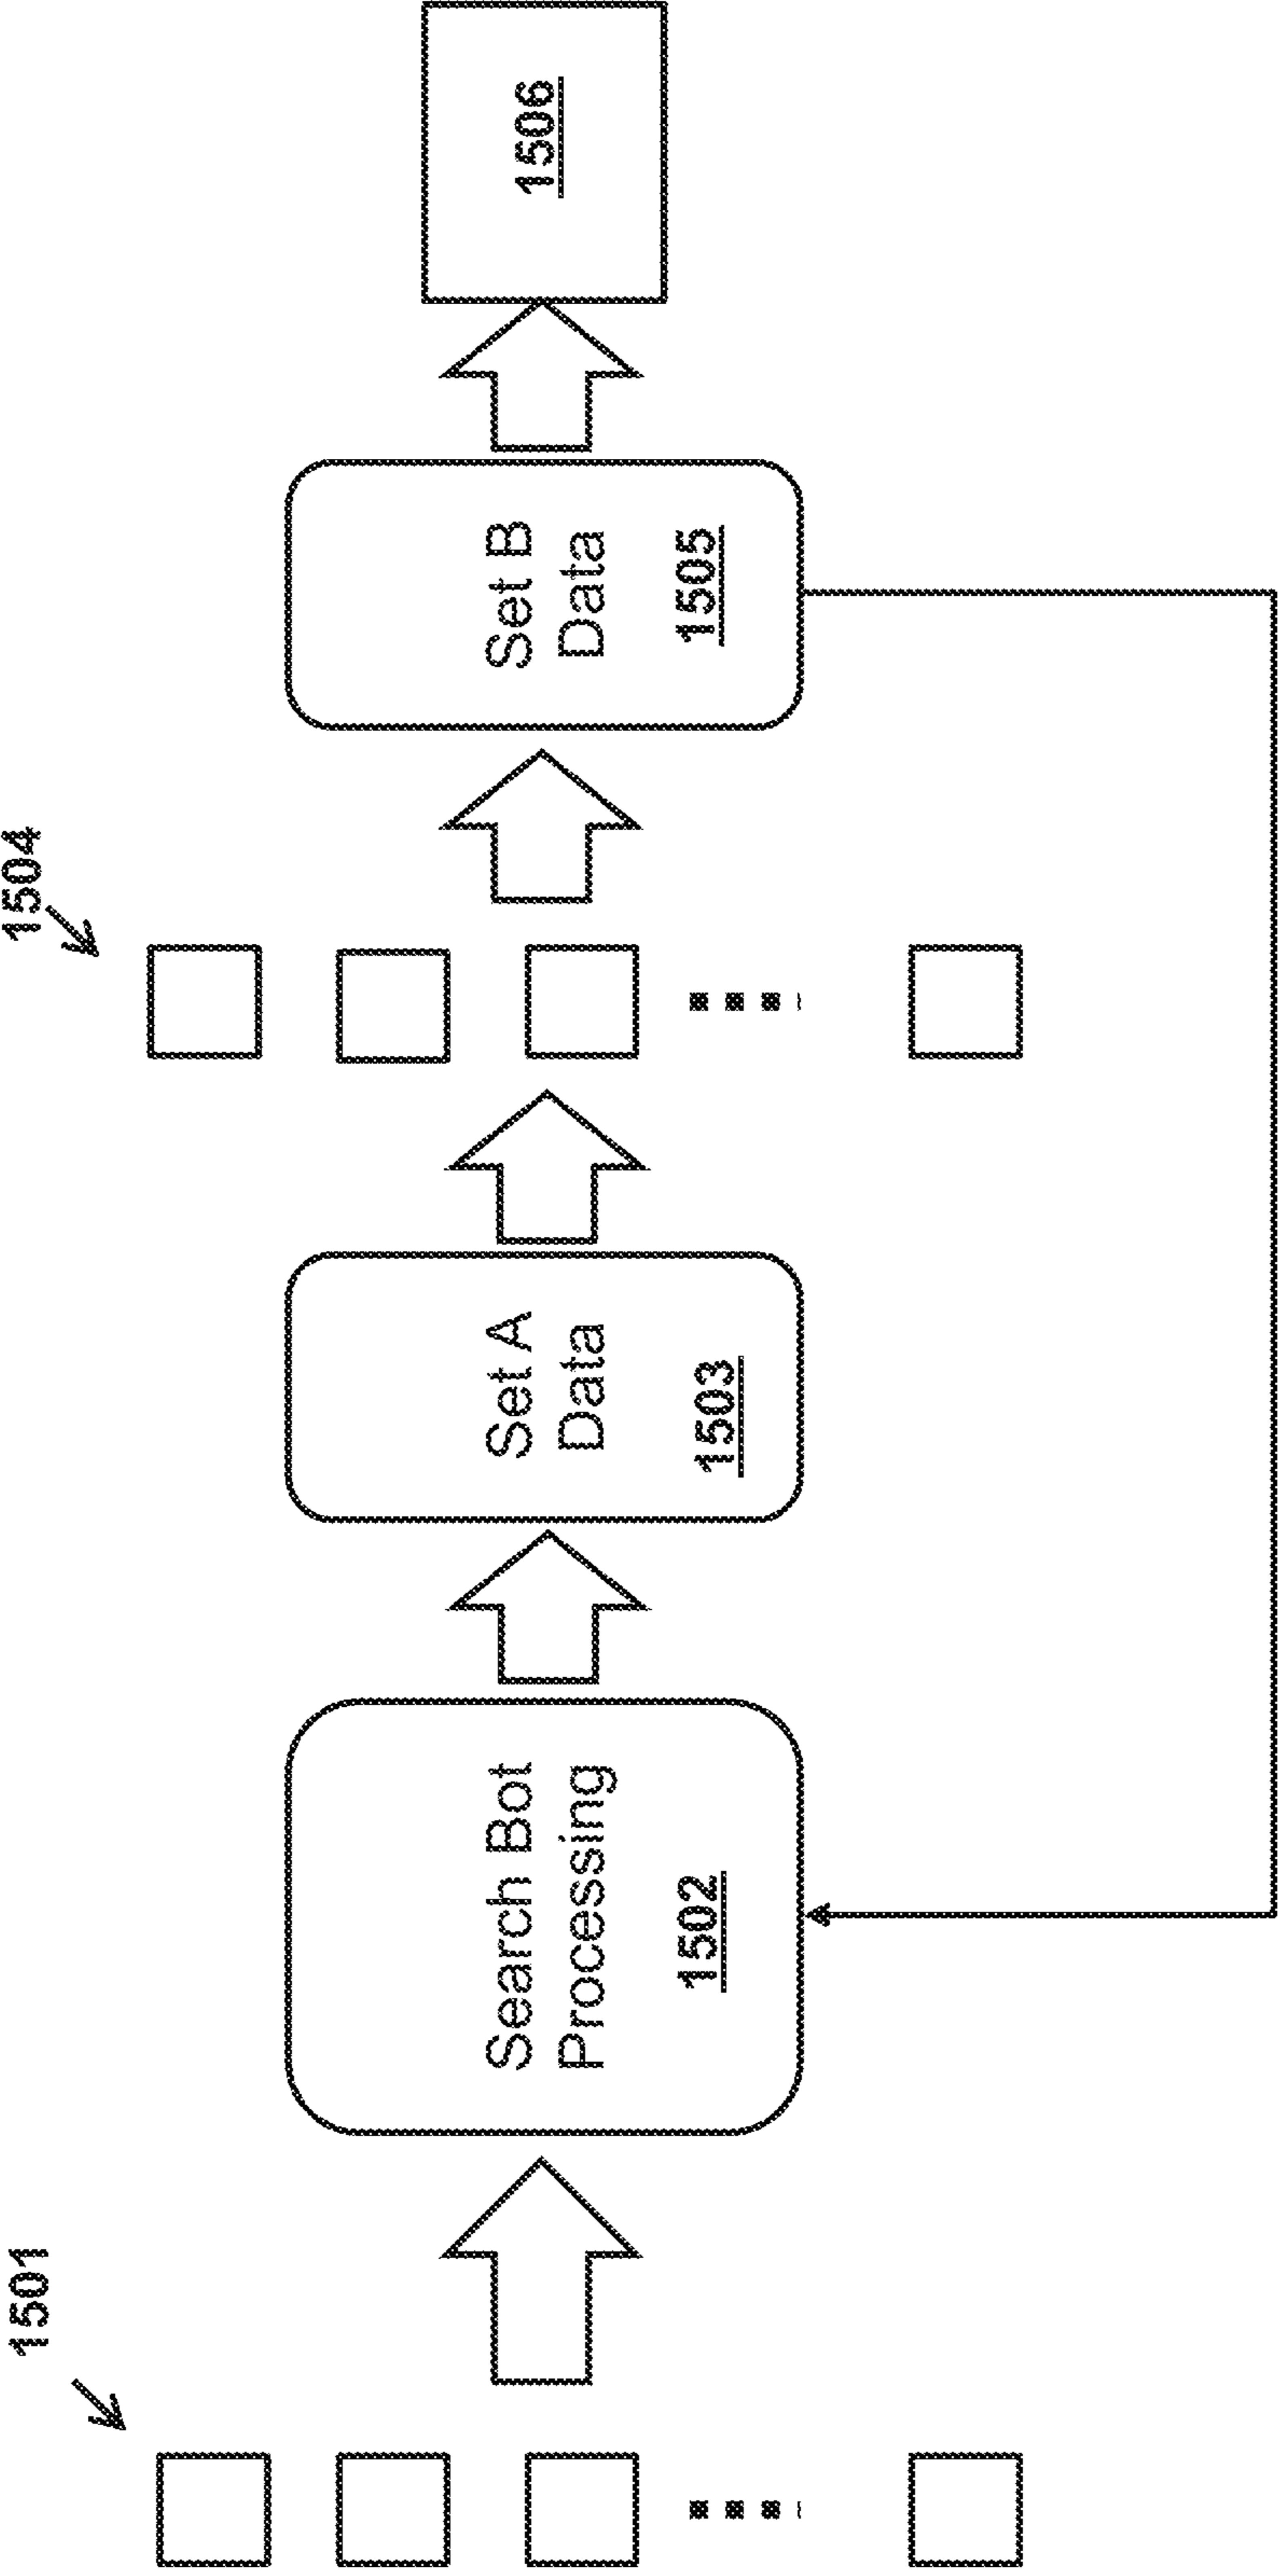 1501
Search Bot
Processing
1502
Set A
Data
1503
1504
Set B
Data
1505
1506